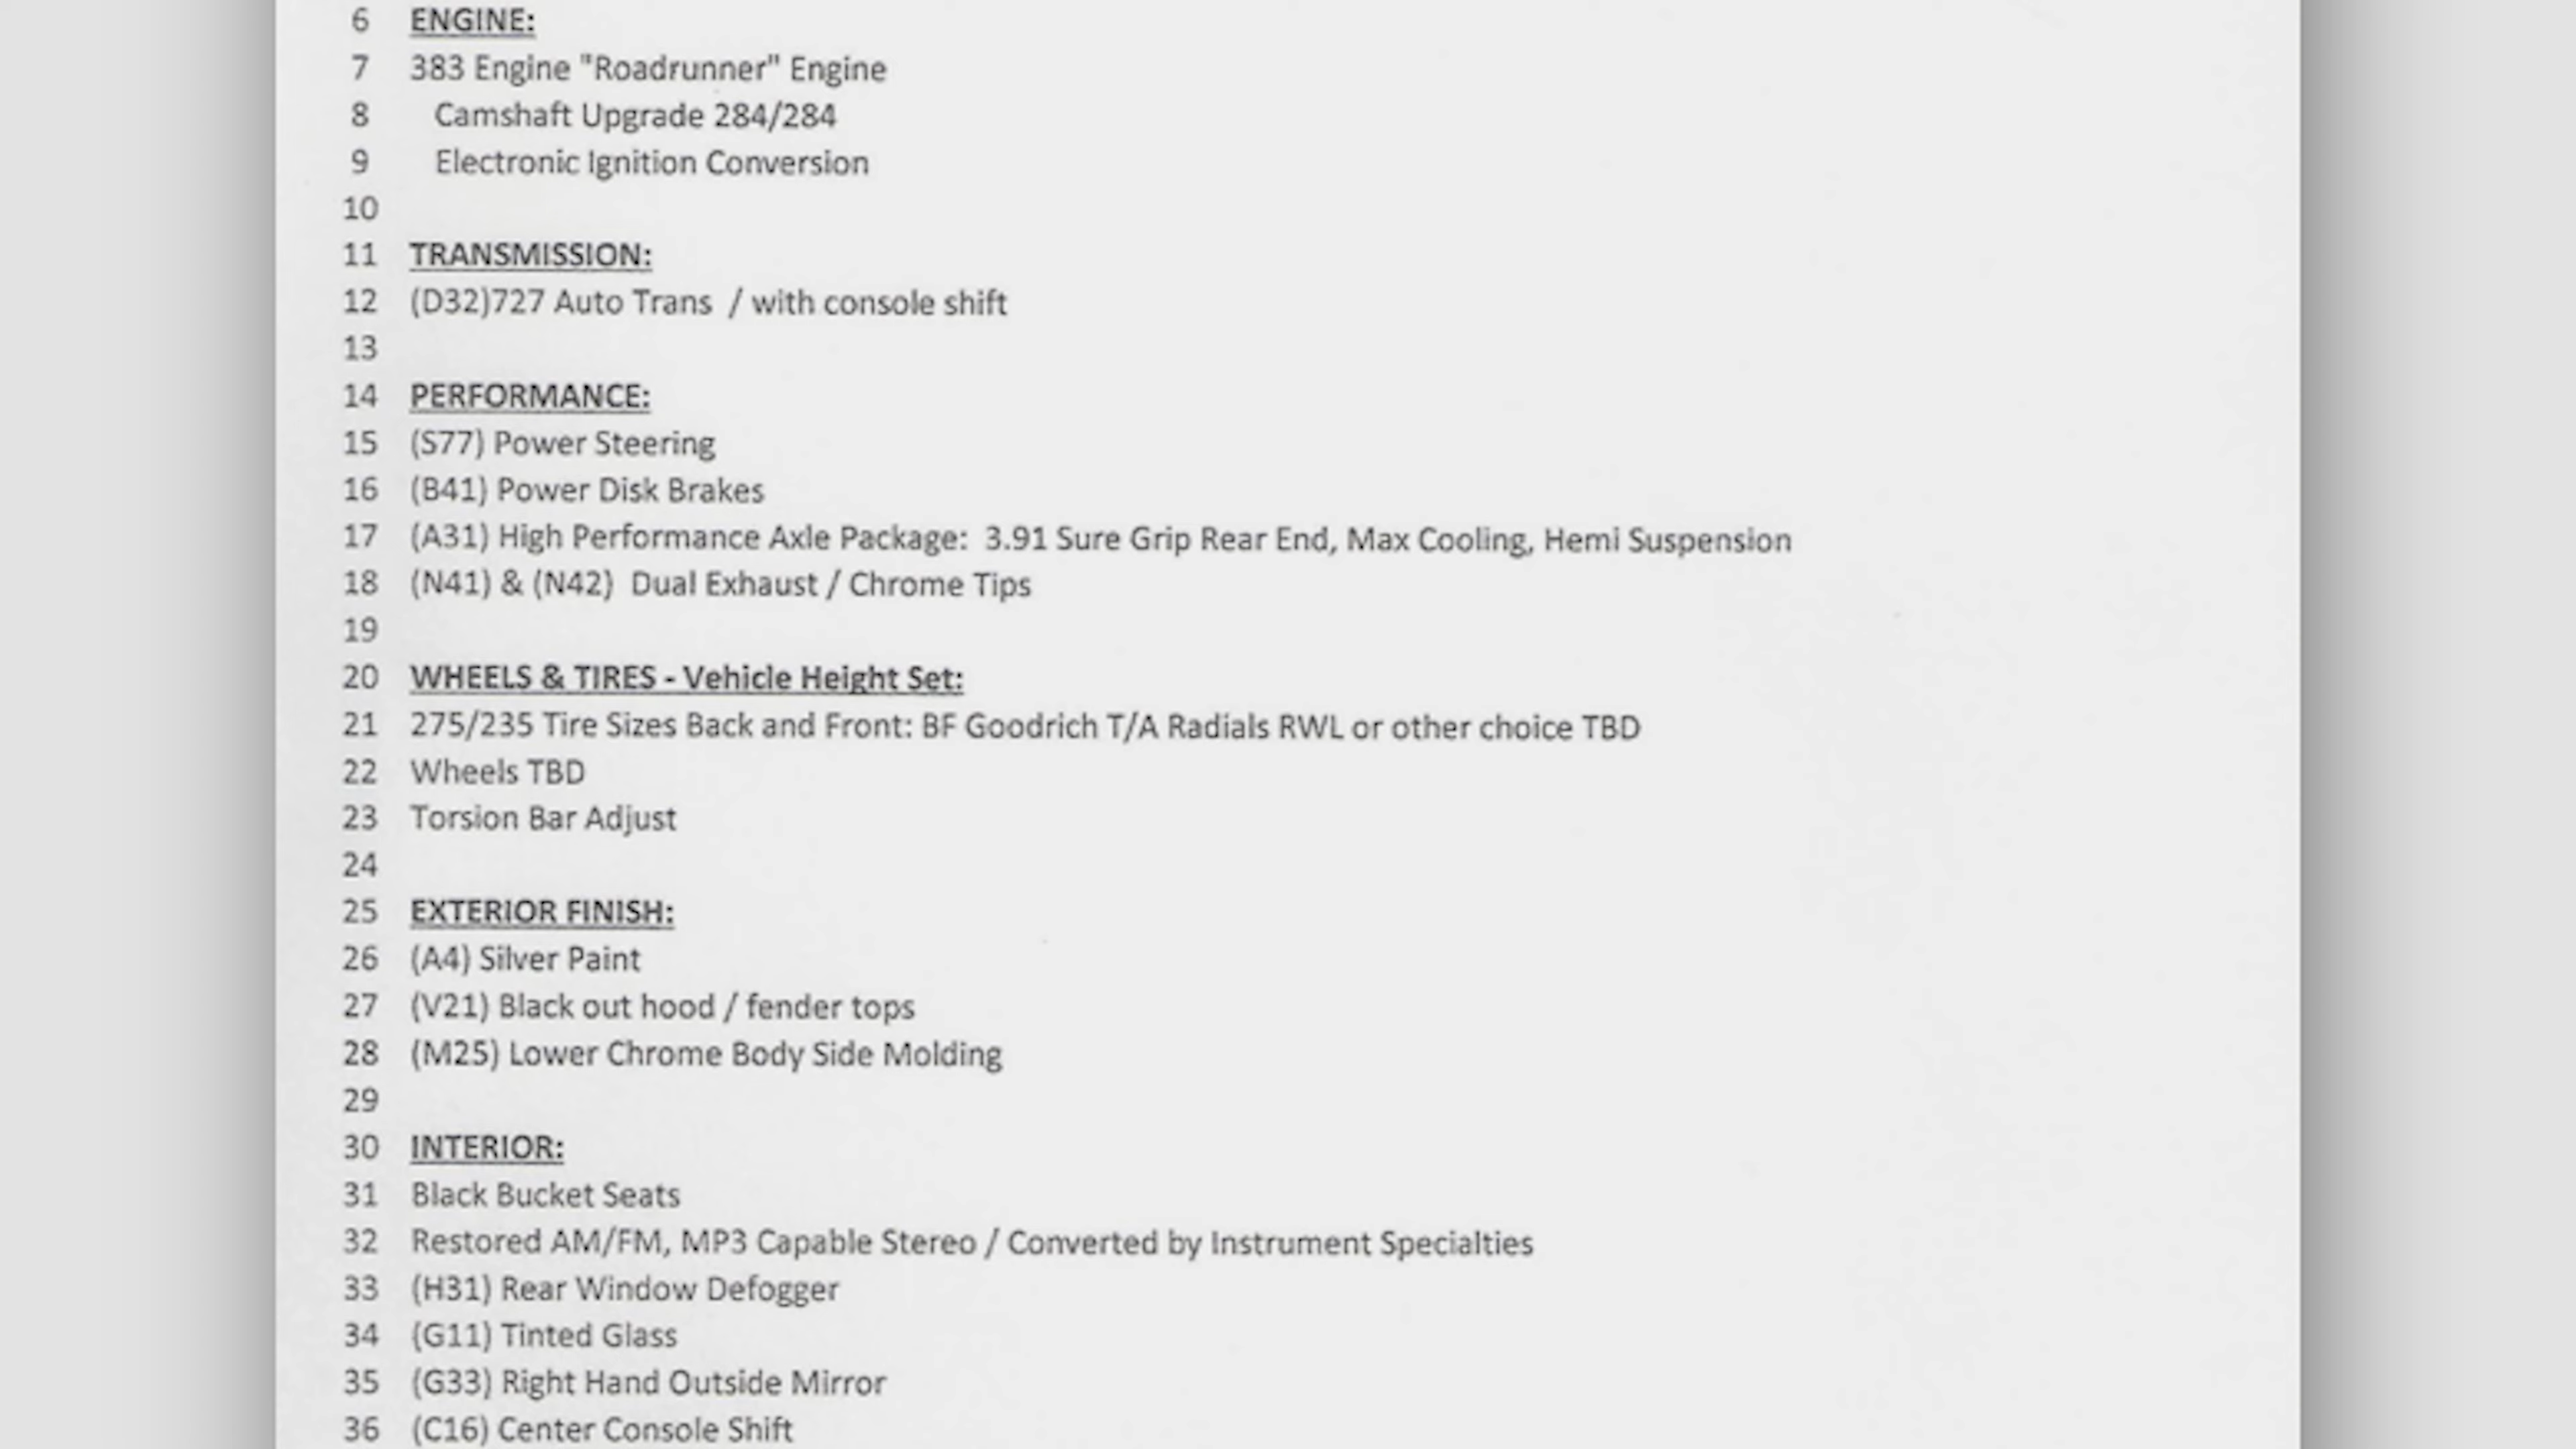 6 ENGINE:
7 383 Engine "Roadrunner" Engine
8 Camshaft Upgrade 284/284
9 Electronic Ignition Conversion
10
11 TRANSMISSION:
12 (D32)727 Auto Trans / with console shift
13
14 PERFORMANCE:
15 (S77) Power Steering
16 (B41) Power Disk Brakes
17 (A31) High Performance Axle Package: 3.91 Sure Grip Rear End, Max Cooling, Hemi Suspension
18 (N41) & (N42) Dual Exhaust / Chrome Tips
19
20 WHEELS & TIRES - Vehicle Height Set:
21 275/235 Tire Sizes Back and Front: BF Goodrich T/A Radials RWL or other choice TBD
22 Wheels TBD
23 Torsion Bar Adjust
24
25 EXTERIOR FINISH:
26 (A4) Silver Paint
27 (V21) Black out hood / fender tops
28 (M25) Lower Chrome Body Side Molding
29
30 INTERIOR:
31 Black Bucket Seats
32 Restored AM/FM, MP3 Capable Stereo / Converted by Instrument Specialties
33 (H31) Rear Window Defogger
34 (G11) Tinted Glass
35 (G33) Right Hand Outside Mirror
36 (C16) Center Console Shift